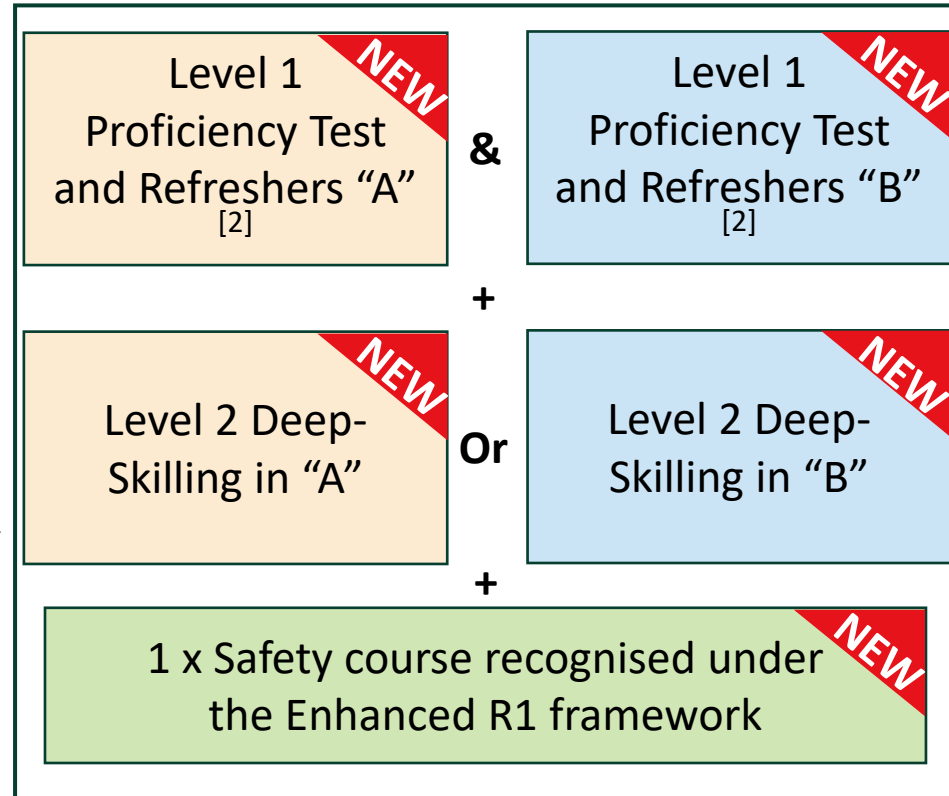 NEW
Level 1
Proficiency Test
and Refreshers “A”
[2]
&
NEW
Level 1
Proficiency Test
and Refreshers “B”
[2]
+
NEW
Level 2 Deep-
Skilling in “A”
Or
NEW
Level 2 Deep-
Skilling in “B”
+
NEW
1 x Safety course recognised under
the Enhanced R1 framework